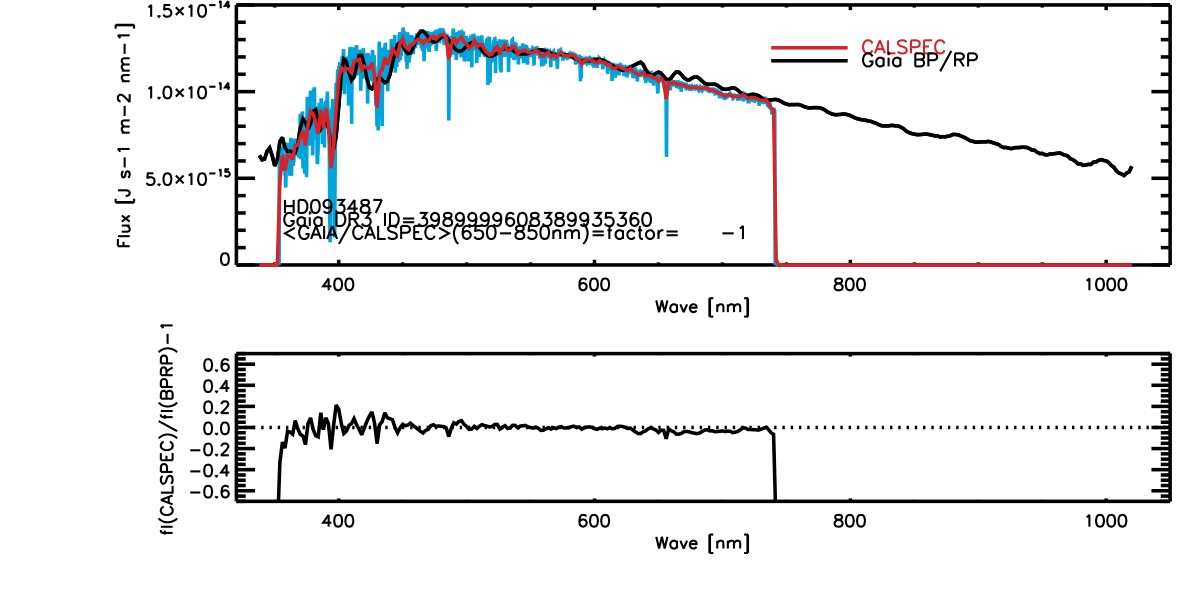 1.5×10⁻¹⁴
1.0×10⁻¹⁴
5.0×10⁻¹⁵
0
Flux [J s−1 m−2 nm−1]
CALSPEC
Gaia BP/RP
HD093487
Gaia DR3 ID=3989999608389935360
<GAIA/CALSPEC>(650−850nm)=factor= −1
400 600 800 1000
Wave [nm]
fl(CALSPEC)/fl(BPRP)−1
0.6
0.4
0.2
0.0
−0.2
−0.4
−0.6
400 600 800 1000
Wave [nm]